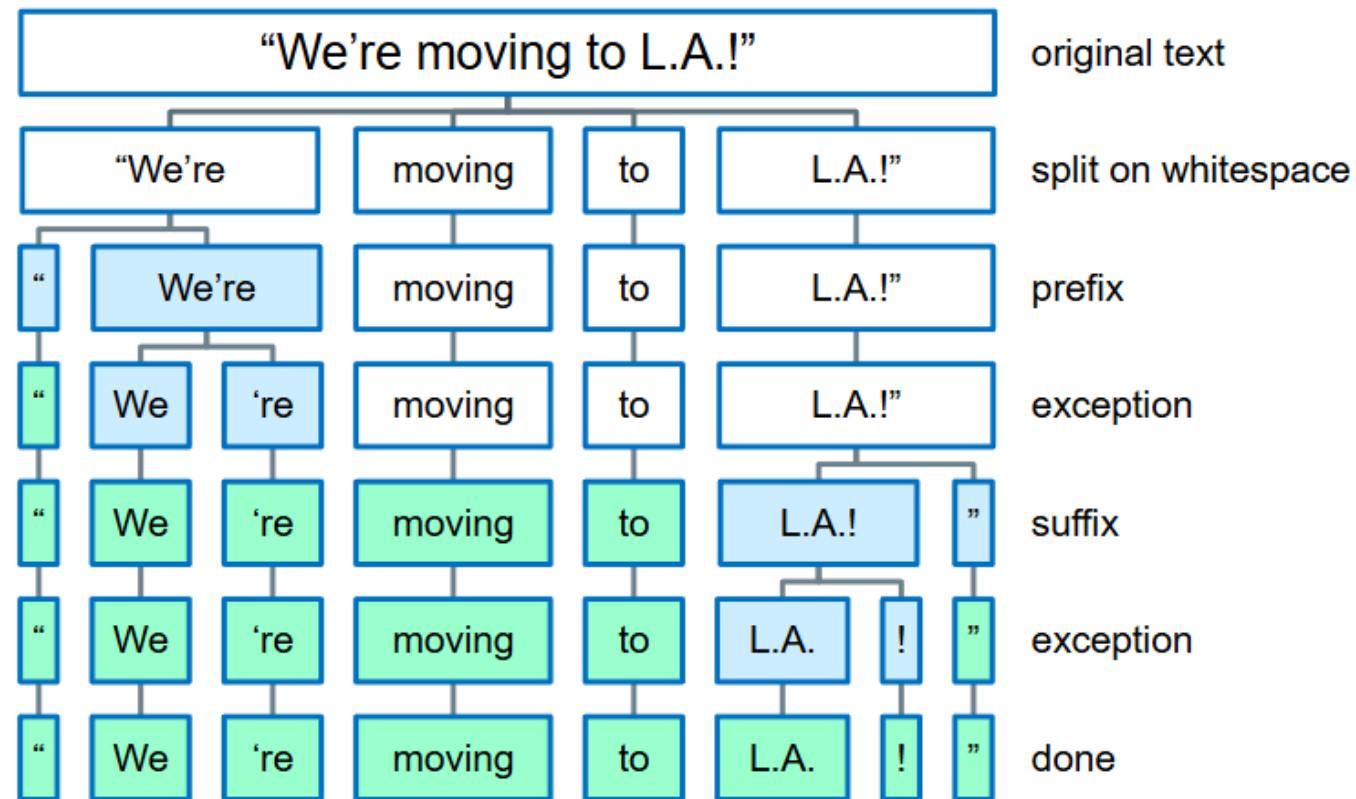 “We’re moving to L.A.!” original text
“We’re moving to L.A.!” split on whitespace
“ We’re moving to L.A.!” prefix
“ We ‘re moving to L.A.!” exception
“ We ‘re moving to L.A.! ” suffix
“ We ‘re moving to L.A. ! ” exception
“ We ‘re moving to L.A. ! ” done